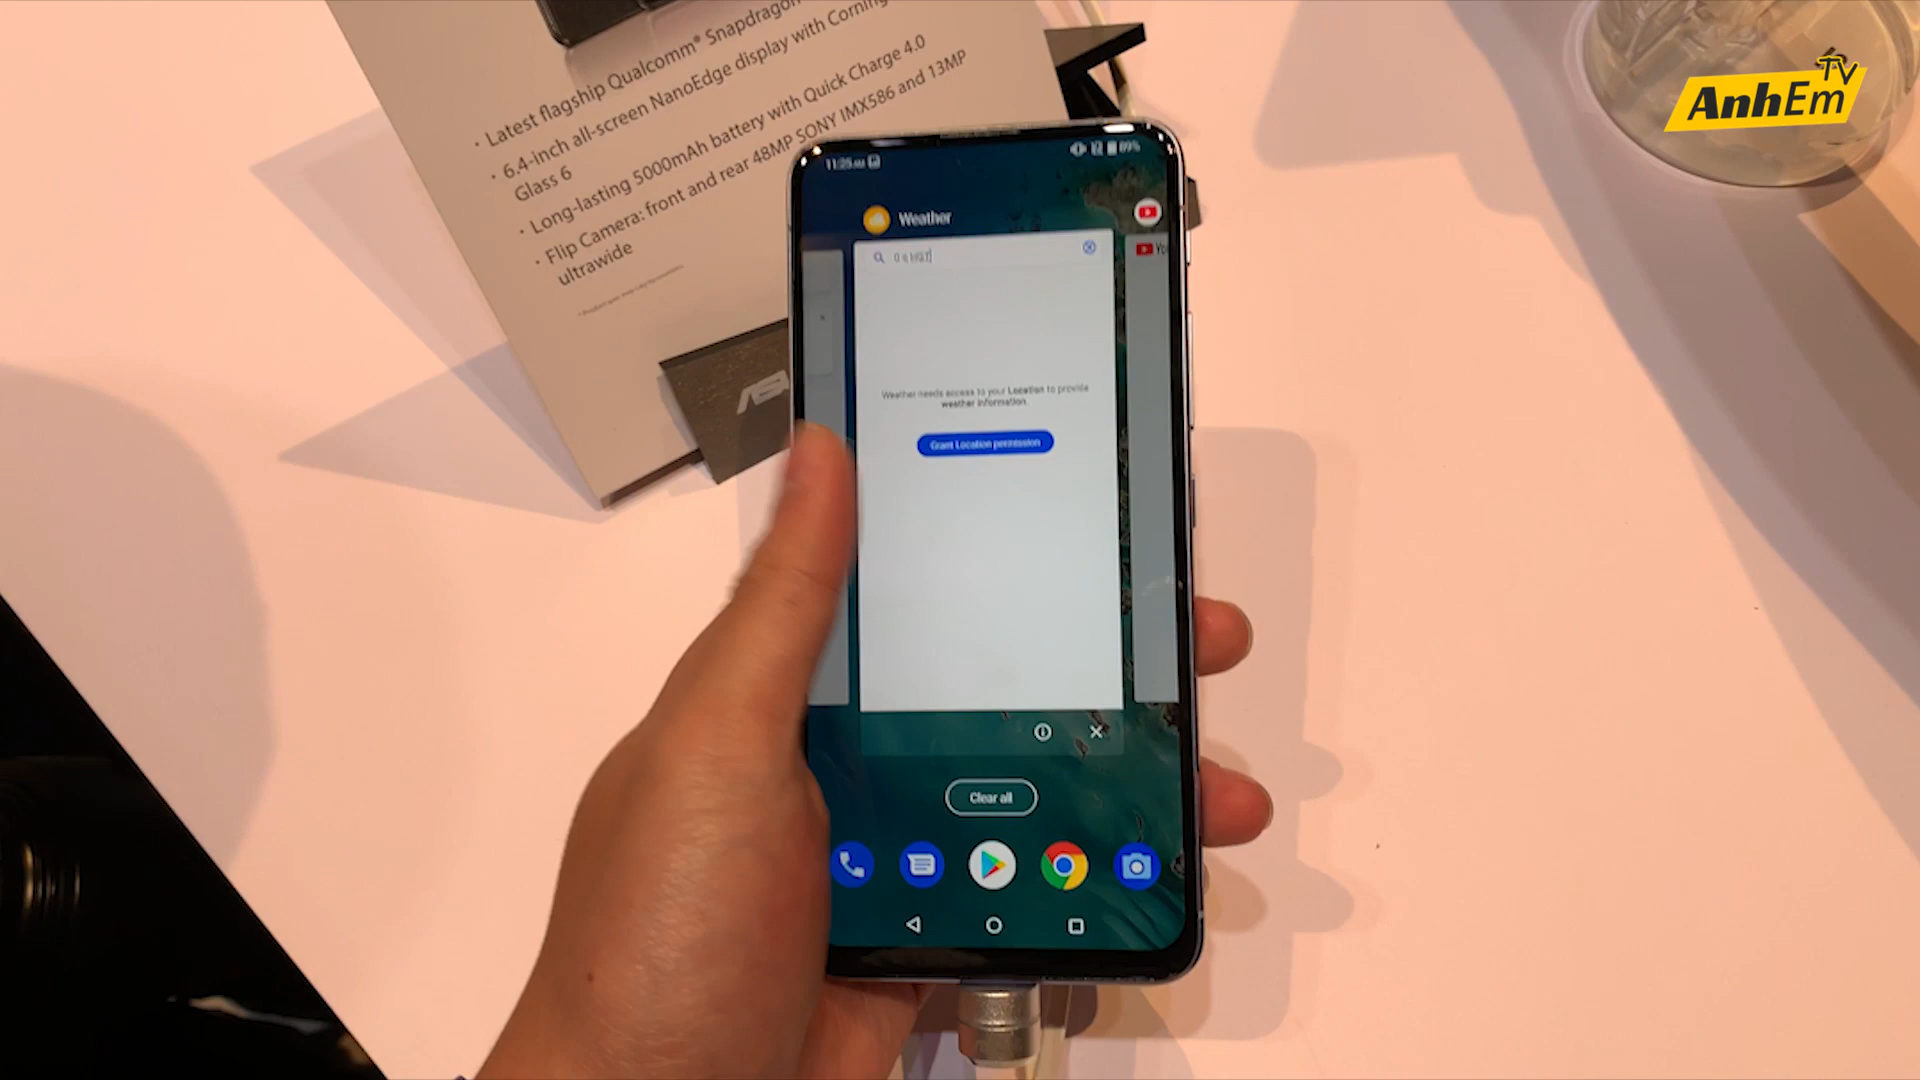 • Latest flagship Qualcomm® Snapdragon
• 6.4-inch all-screen NanoEdge display with Corning
Glass 6
• Long-lasting 5000mAh battery with Quick Charge 4.0
• Flip Camera: front and rear 48MP SONY IMX586 and 13MP
ultrawide
AnhEm TV
11:25 AM
89%
Weather
Weather needs access to your Location to provide
weather information.
Grant Location permission
Clear all